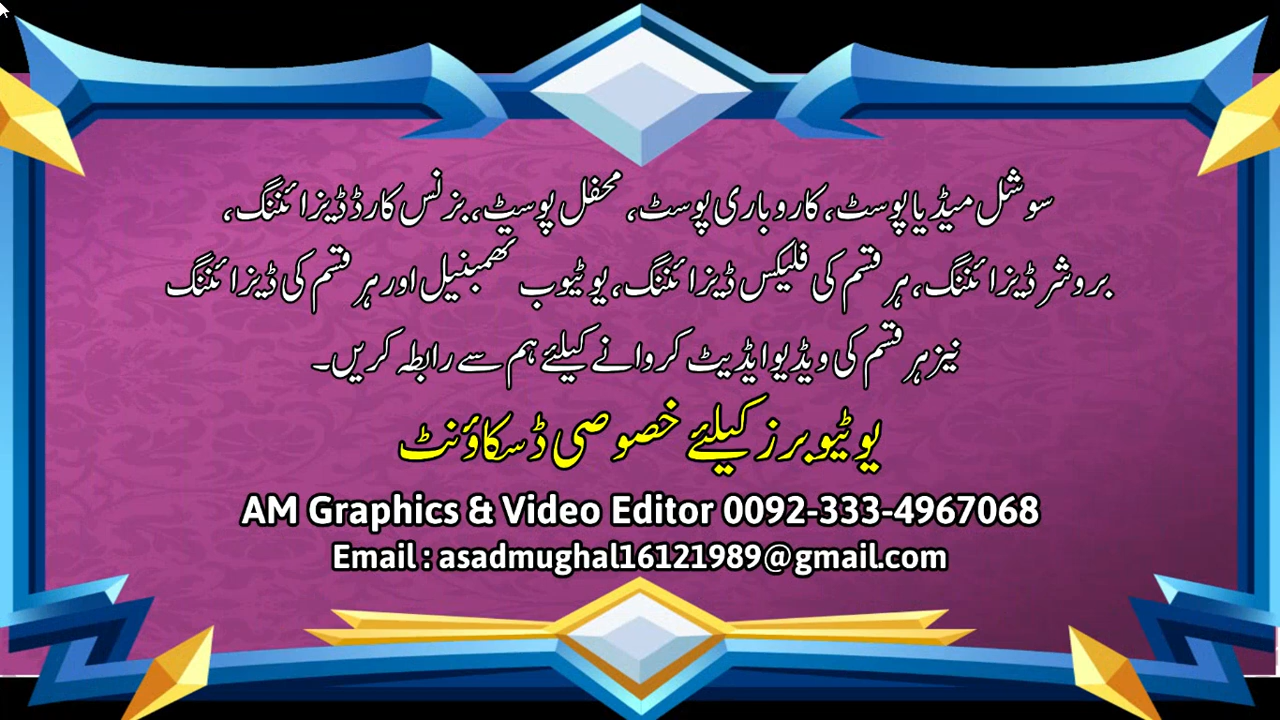 سوشل میڈیا پوسٹ، کاروباری پوسٹ، محفل پوسٹ، بزنس کارڈ ڈیزائننگ،
بروشر ڈیزائننگ، ہر قسم کی فلیکس ڈیزائننگ، یوٹیوب تھمبنیل اور ہر قسم کی ڈیزائننگ
نیز ہر قسم کی ویڈیو ایڈیٹ کروانے کیلئے ہم سے رابطہ کریں۔
یوٹیوبرز کیلئے خصوصی ڈسکاؤنٹ
AM Graphics & Video Editor 0092-333-4967068
Email : asadmughal16121989@gmail.com